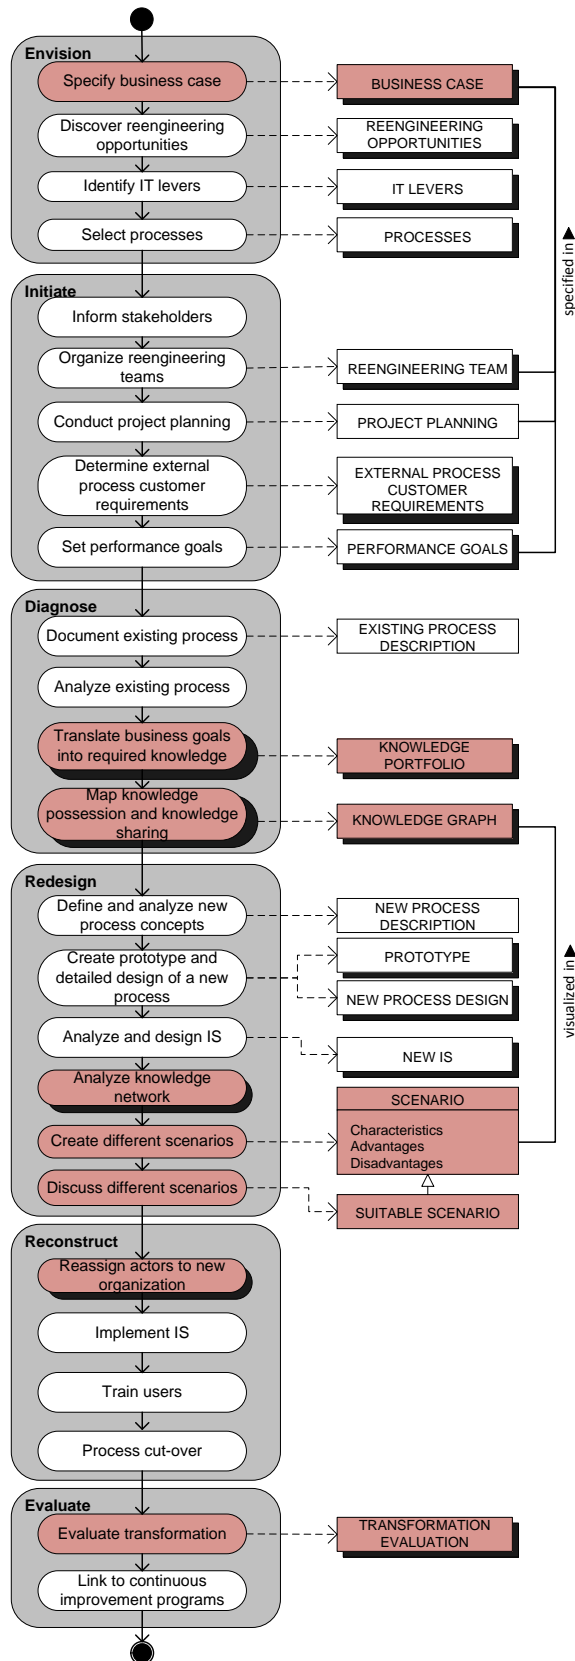 Envision
Specify business case
BUSINESS CASE
Discover reengineering
opportunities
REENGINEERING
OPPORTUNITIES
Identify IT levers
IT LEVERS
Select processes
PROCESSES
specified in ▶
Initiate
Inform stakeholders
Organize reengineering
teams
REENGINEERING TEAM
Conduct project planning
PROJECT PLANNING
Determine external
process customer
requirements
EXTERNAL PROCESS
CUSTOMER
REQUIREMENTS
Set performance goals
PERFORMANCE GOALS
Diagnose
Document existing process
EXISTING PROCESS
DESCRIPTION
Analyze existing process
Translate business goals
into required knowledge
KNOWLEDGE
PORTFOLIO
Map knowledge
possession and knowledge
sharing
KNOWLEDGE GRAPH
Redesign
Define and analyze new
process concepts
NEW PROCESS
DESCRIPTION
Create prototype and
detailed design of a new
process
PROTOTYPE
NEW PROCESS DESIGN
visualized in ▶
Analyze and design IS
NEW IS
Analyze knowledge
network
SCENARIO
Characteristics
Advantages
Disadvantages
Create different scenarios
Discuss different scenarios
SUITABLE SCENARIO
Reconstruct
Reassign actors to new
organization
Implement IS
Train users
Process cut-over
Evaluate
Evaluate transformation
TRANSFORMATION
EVALUATION
Link to continuous
improvement programs